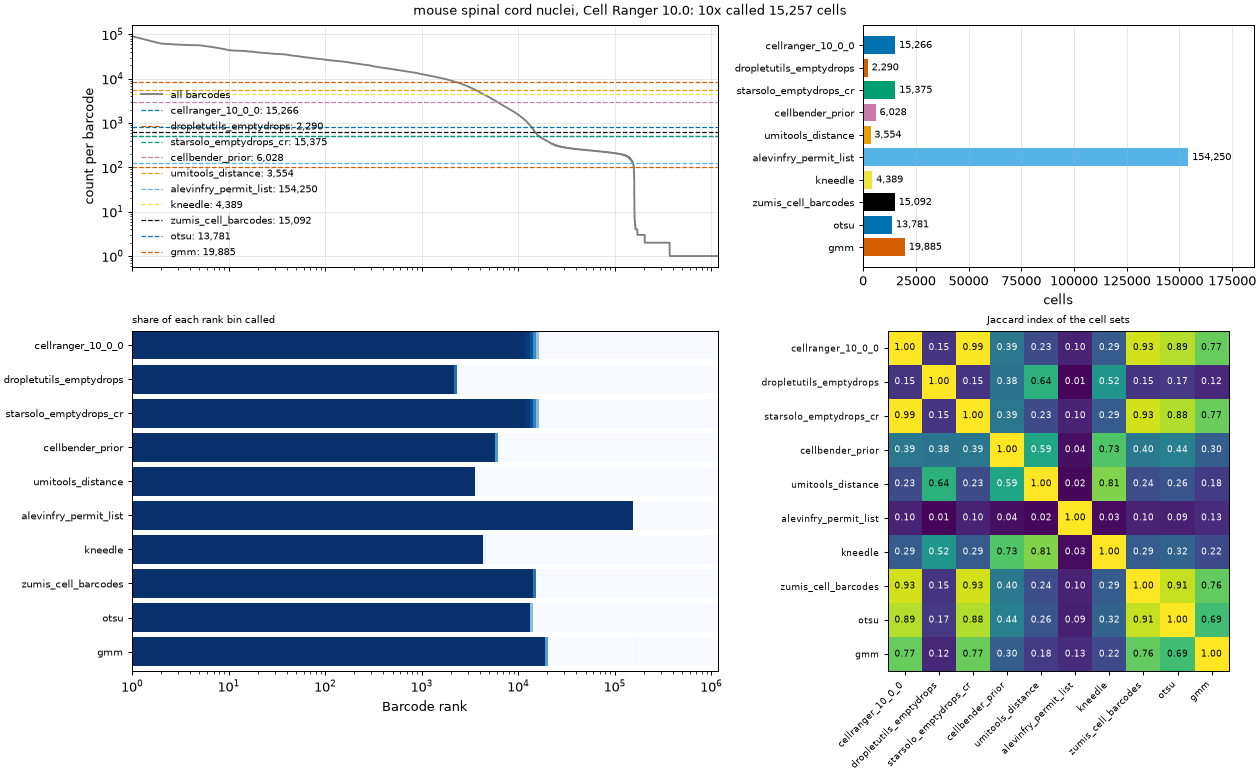 mouse spinal cord nuclei, Cell Ranger 10.0: 10x called 15,257 cells
count per barcode
10⁵
10⁴
10³
10²
10¹
10⁰
all barcodes
cellranger_10_0_0: 15,266
dropletutils_emptydrops: 2,290
starsolo_emptydrops_cr: 15,375
cellbender_prior: 6,028
umitools_distance: 3,554
alevinfry_permit_list: 154,250
kneedle: 4,389
zumis_cell_barcodes: 15,092
otsu: 13,781
gmm: 19,885
cellranger_10_0_0 15,266
dropletutils_emptydrops 2,290
starsolo_emptydrops_cr 15,375
cellbender_prior 6,028
umitools_distance 3,554
alevinfry_permit_list 154,250
kneedle 4,389
zumis_cell_barcodes 15,092
otsu 13,781
gmm 19,885
0 25000 50000 75000 100000 125000 150000 175000
cells
share of each rank bin called
cellranger_10_0_0
dropletutils_emptydrops
starsolo_emptydrops_cr
cellbender_prior
umitools_distance
alevinfry_permit_list
kneedle
zumis_cell_barcodes
otsu
gmm
10⁰ 10¹ 10² 10³ 10⁴ 10⁵ 10⁶
Barcode rank
Jaccard index of the cell sets
cellranger_10_0_0 1.00 0.15 0.99 0.39 0.23 0.10 0.29 0.93 0.89 0.77
dropletutils_emptydrops 0.15 1.00 0.15 0.38 0.64 0.01 0.52 0.15 0.17 0.12
starsolo_emptydrops_cr 0.99 0.15 1.00 0.39 0.23 0.10 0.29 0.93 0.88 0.77
cellbender_prior 0.39 0.38 0.39 1.00 0.59 0.04 0.73 0.40 0.44 0.30
umitools_distance 0.23 0.64 0.23 0.59 1.00 0.02 0.81 0.24 0.26 0.18
alevinfry_permit_list 0.10 0.01 0.10 0.04 0.02 1.00 0.03 0.10 0.09 0.13
kneedle 0.29 0.52 0.29 0.73 0.81 0.03 1.00 0.29 0.32 0.22
zumis_cell_barcodes 0.93 0.15 0.93 0.40 0.24 0.10 0.29 1.00 0.91 0.76
otsu 0.89 0.17 0.88 0.44 0.26 0.09 0.32 0.91 1.00 0.69
gmm 0.77 0.12 0.77 0.30 0.18 0.13 0.22 0.76 0.69 1.00
cellranger_10_0_0
dropletutils_emptydrops
starsolo_emptydrops_cr
cellbender_prior
umitools_distance
alevinfry_permit_list
kneedle
zumis_cell_barcodes
otsu
gmm